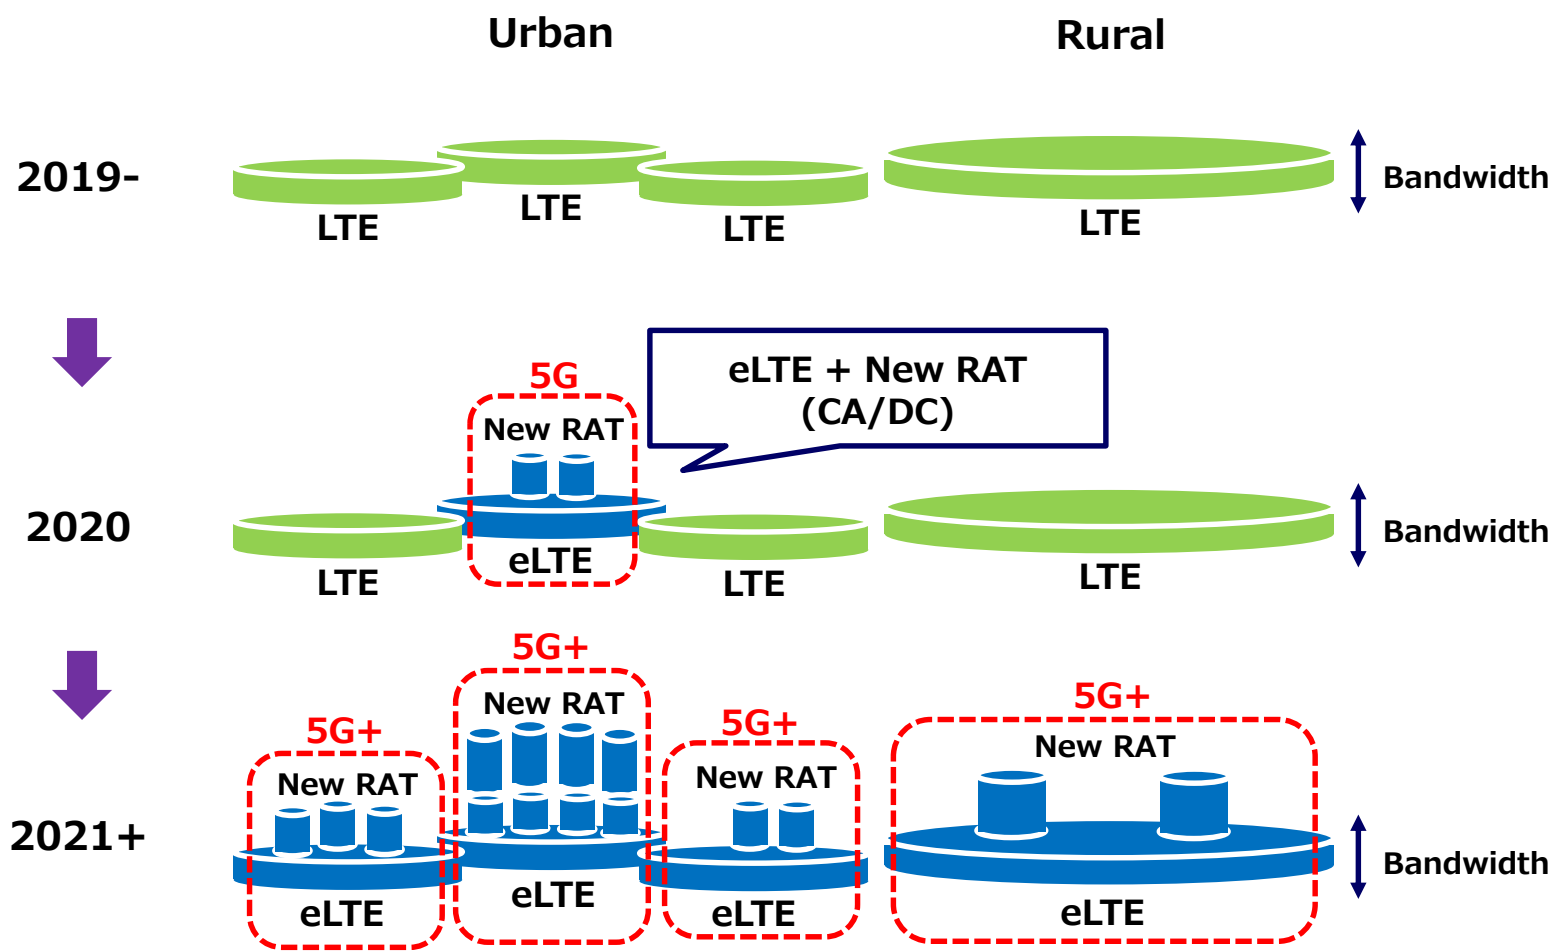 Urban
Rural
2019-
LTE
LTE
LTE
LTE
Bandwidth
5G
New RAT
eLTE + New RAT
(CA/DC)
2020
LTE
eLTE
LTE
LTE
Bandwidth
5G+
New RAT
5G+
New RAT
5G+
New RAT
5G+
New RAT
2021+
eLTE
eLTE
eLTE
eLTE
Bandwidth